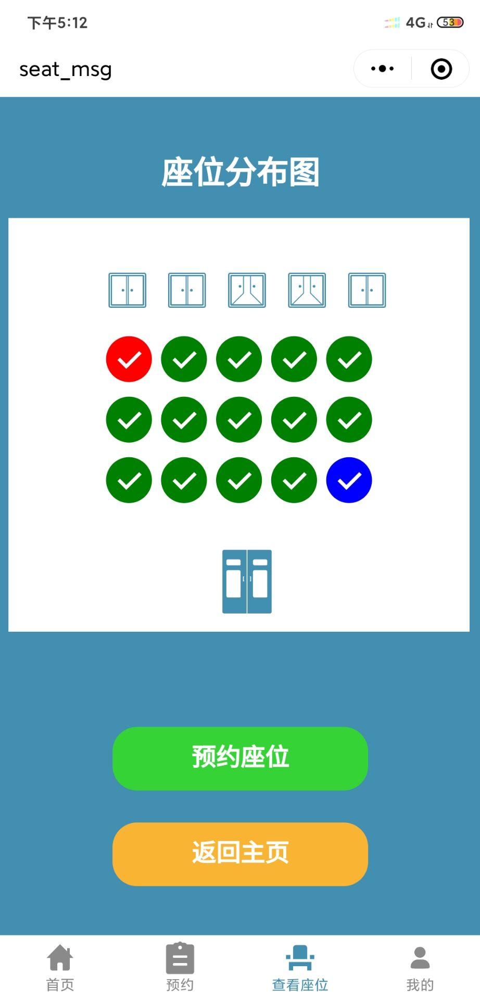 下午5:12
4G 53
seat_msg
座位分布图
预约座位
返回主页
首页 预约 查看座位 我的